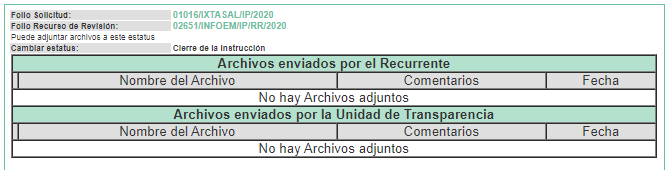 Folio Solicitud: 01016/IXTASAL/IP/2020
Folio Recurso de Revisión: 02651/INFOEM/IP/RR/2020
Puede adjuntar archivos a este estatus
Cambiar estatus: Cierre de la Instrucción
Archivos enviados por el Recurrente
Nombre del Archivo Comentarios Fecha
No hay Archivos adjuntos
Archivos enviados por la Unidad de Transparencia
Nombre del Archivo Comentarios Fecha
No hay Archivos adjuntos